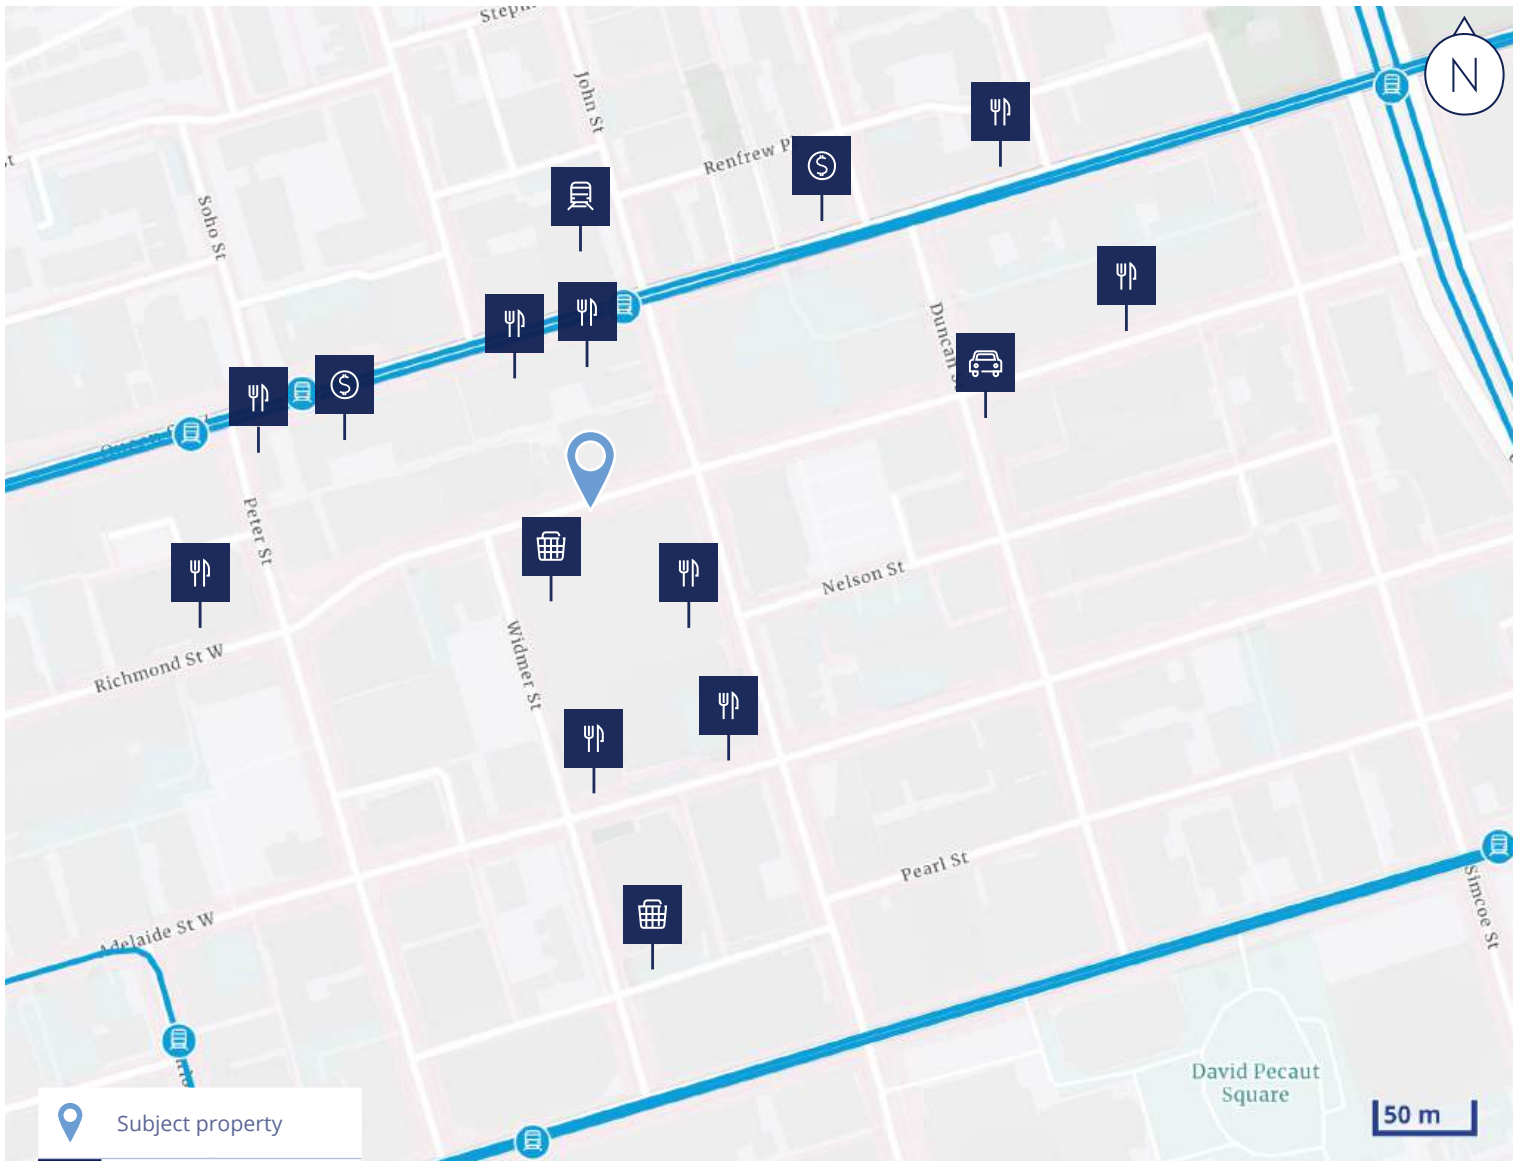 John St
N
Renfrew
Soho St
Duncan
Peter St
Nelson St
Richmond St W
Widmer St
Pearl St
Adelaide St W
Simcoe St
David Pecaut
Square
50 m
Subject property